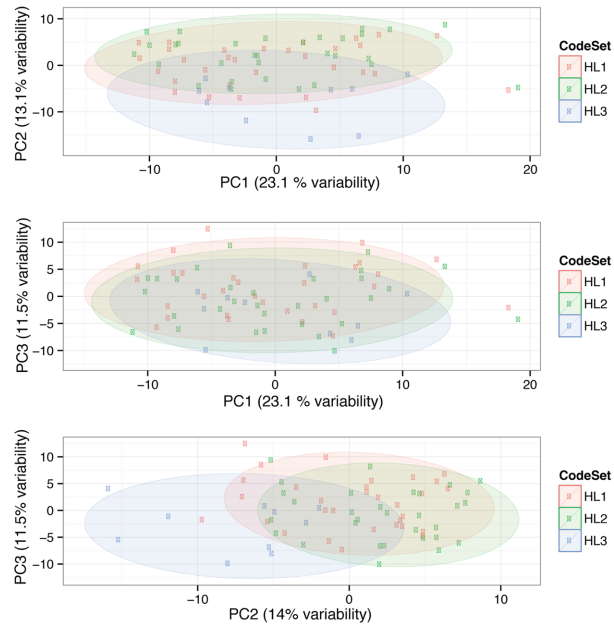 10
0
−10
PC2 (13.1% variability)
−10
0
10
20
PC1 (23.1 % variability)
CodeSet
HL1
HL2
HL3
10
5
0
−5
−10
PC3 (11.5% variability)
−10
0
10
20
PC1 (23.1 % variability)
CodeSet
HL1
HL2
HL3
10
5
0
−5
−10
PC3 (11.5% variability)
−10
0
10
PC2 (14% variability)
CodeSet
HL1
HL2
HL3